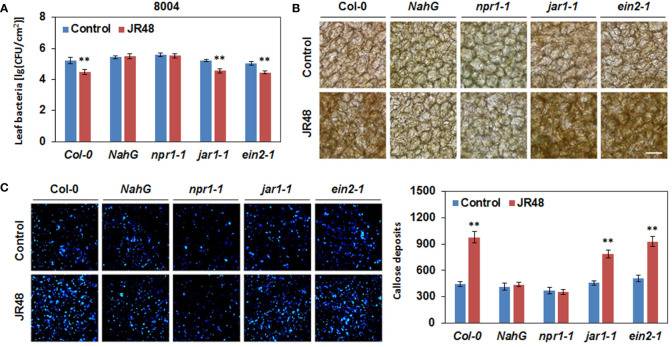 A
8004
Control JR48
Leaf bacteria [lg(CFU/cm²)]
8
6
4
2
0
** ** **
Col-0 NahG npr1-1 jar1-1 ein2-1
B
Col-0 NahG npr1-1 jar1-1 ein2-1
Control
JR48
C
Col-0 NahG npr1-1 jar1-1 ein2-1
Control
JR48
Control JR48
Callose deposits
1500
1200
900
600
300
0
** ** **
Col-0 NahG npr1-1 jar1-1 ein2-1